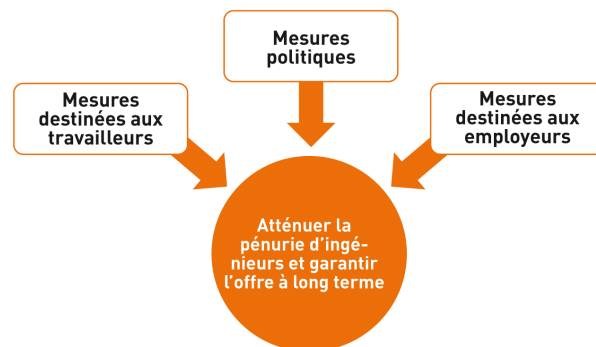 Mesures
politiques
Mesures
destinées aux
travailleurs
Mesures
destinées aux
employeurs
Atténuer la
pénurie d’ingé-
nieurs et garantir
l’offre à long terme